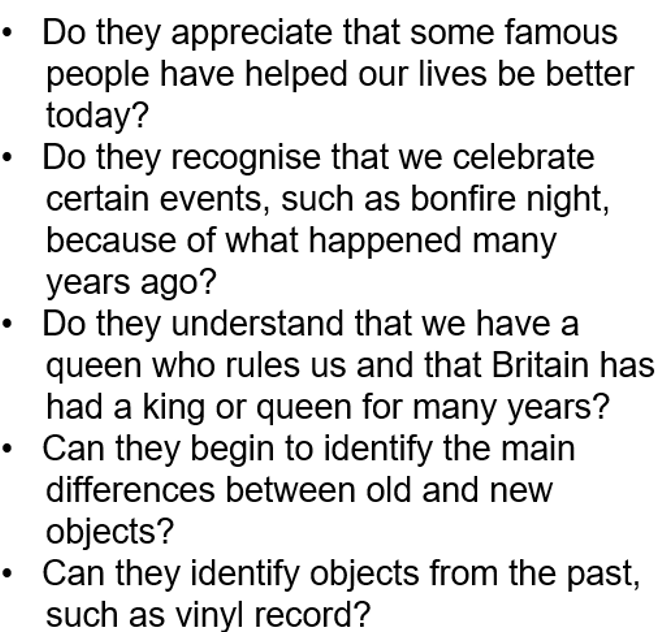 • Do they appreciate that some famous
people have helped our lives be better
today?
• Do they recognise that we celebrate
certain events, such as bonfire night,
because of what happened many
years ago?
• Do they understand that we have a
queen who rules us and that Britain has
had a king or queen for many years?
• Can they begin to identify the main
differences between old and new
objects?
• Can they identify objects from the past,
such as vinyl record?